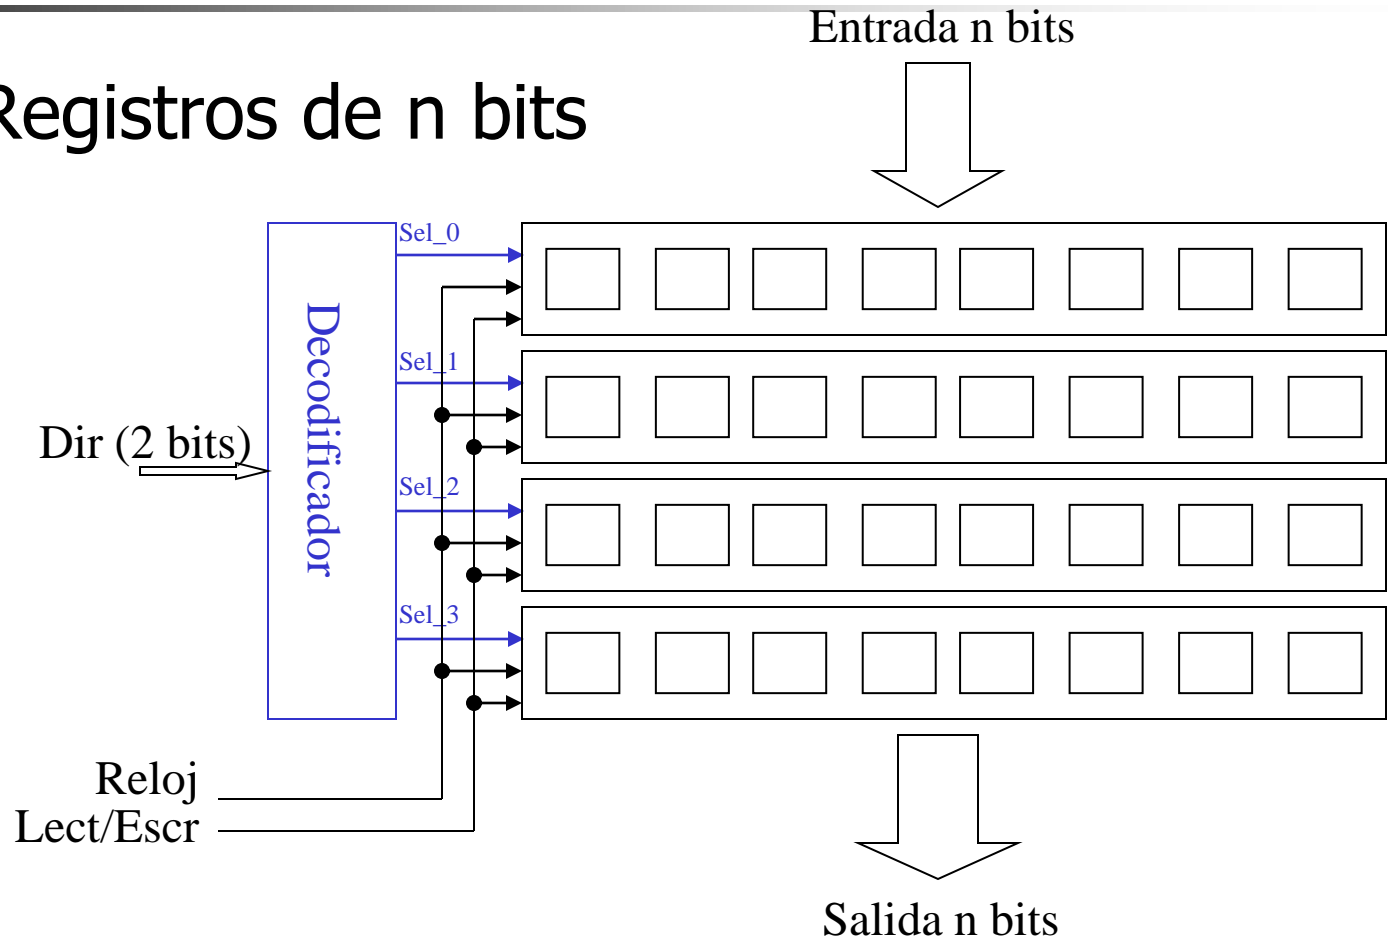 Entrada n bits
Registros de n bits
Sel_0
Decodificador
Sel_1
Dir (2 bits)
Sel_2
Sel_3
Reloj
Lect/Escr
Salida n bits